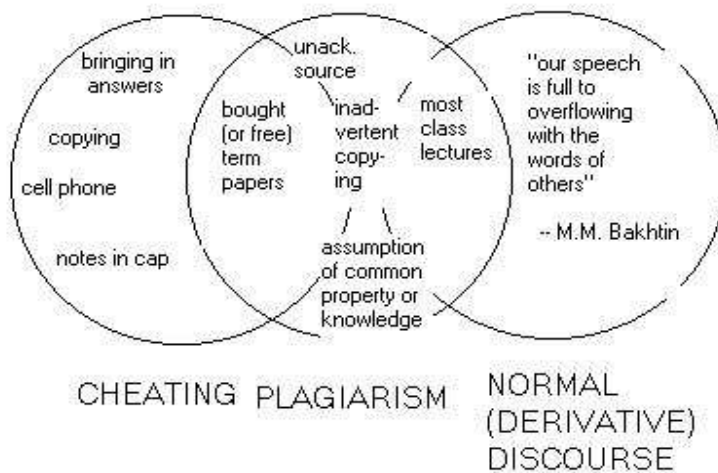 bringing in
answers
copying
cell phone
notes in cap
unack.
source
bought
(or free)
term
papers
inad-
vertent
copy-
ing
most
class
lectures
assumption
of common
property or
knowledge
"our speech
is full to
overflowing
with the
words of
others"
-- M.M. Bakhtin
CHEATING
PLAGIARISM
NORMAL
(DERIVATIVE)
DISCOURSE